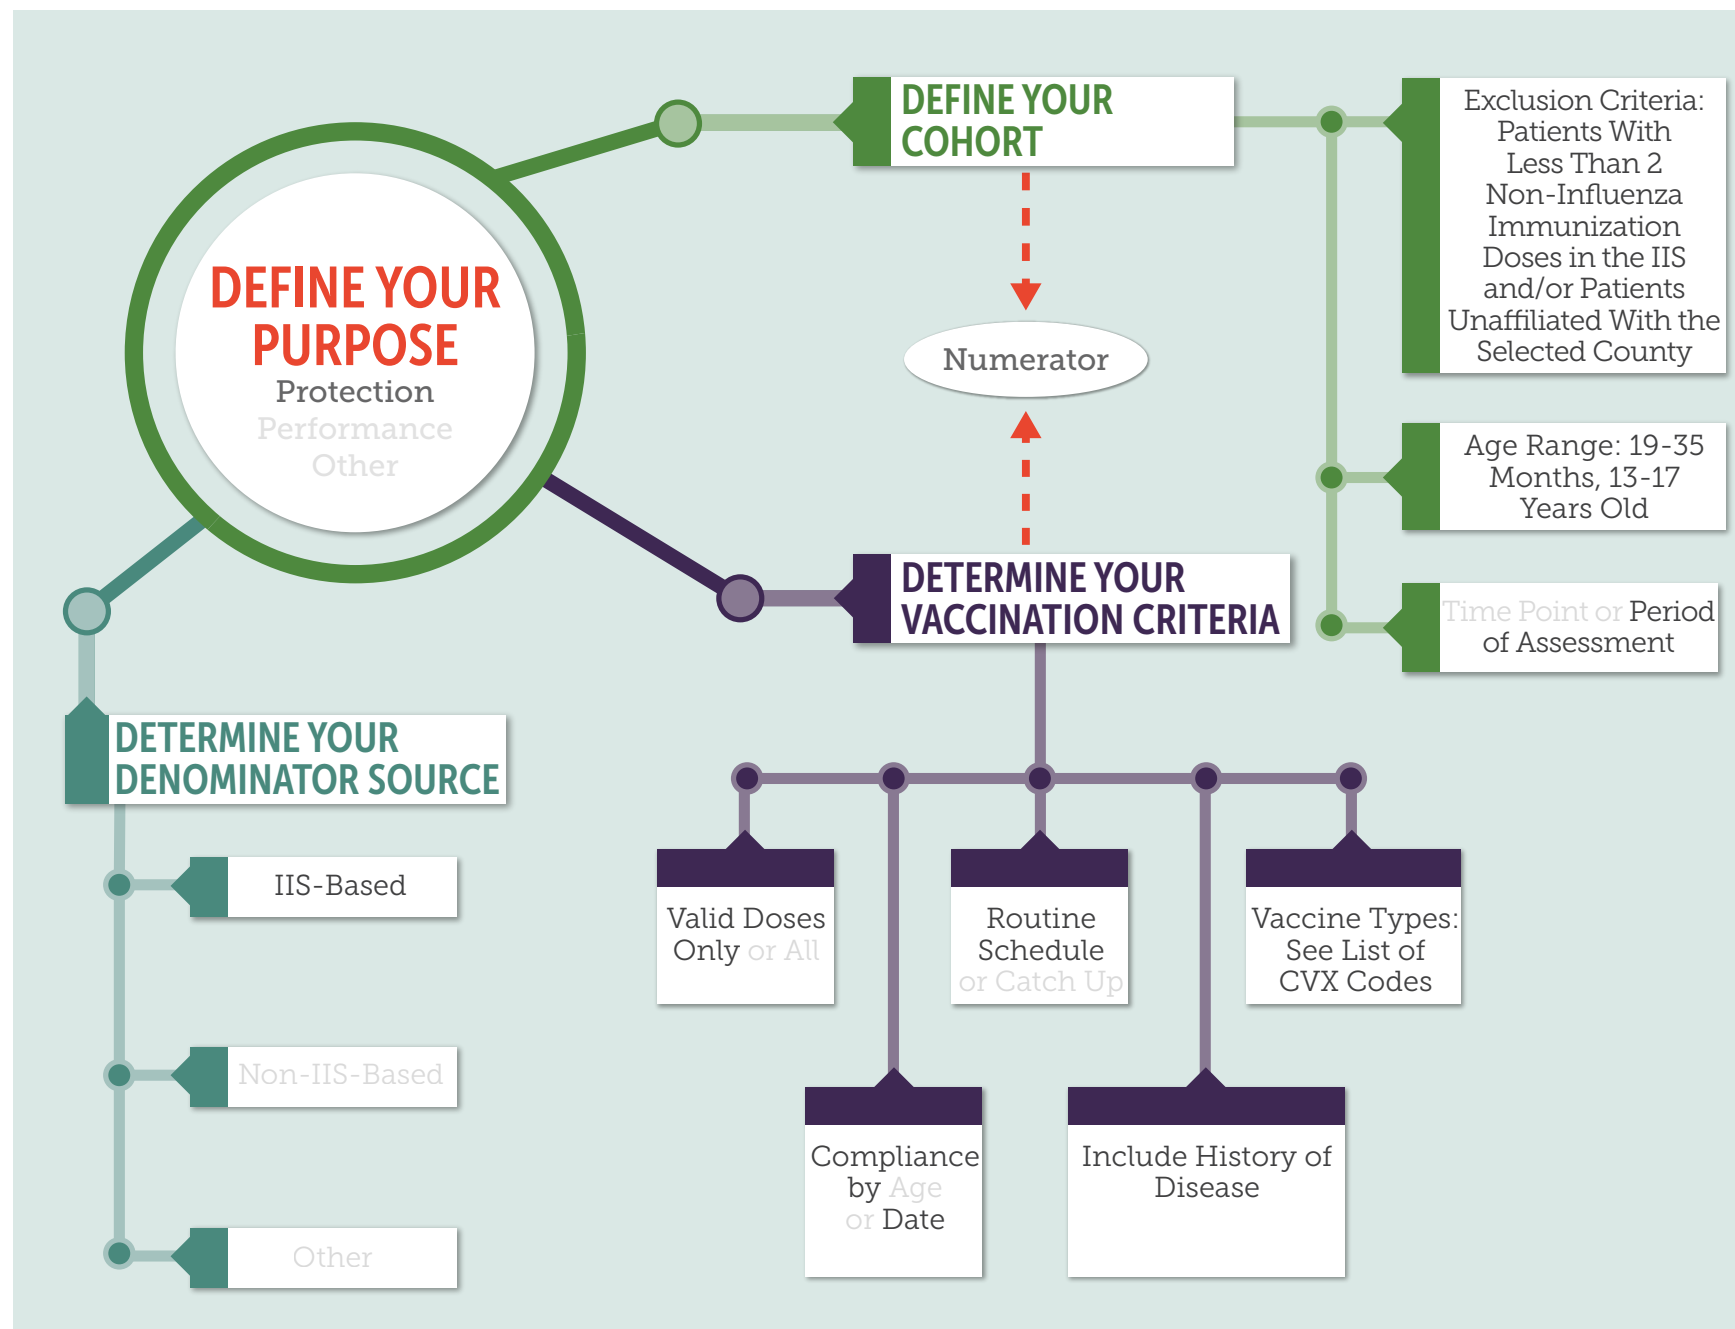 DEFINE YOUR
PURPOSE
Protection
Performance
Other
DEFINE YOUR
COHORT
Exclusion Criteria:
Patients With
Less Than 2
Non-Influenza
Immunization
Doses in the IIS
and/or Patients
Unaffiliated With the
Selected County
Age Range: 19-35
Months, 13-17
Years Old
Time Point or Period
of Assessment
Numerator
DETERMINE YOUR
VACCINATION CRITERIA
Valid Doses
Only or All
Compliance
by Age
or Date
Routine
Schedule
or Catch Up
Include History of
Disease
Vaccine Types:
See List of
CVX Codes
DETERMINE YOUR
DENOMINATOR SOURCE
IIS-Based
Non-IIS-Based
Other